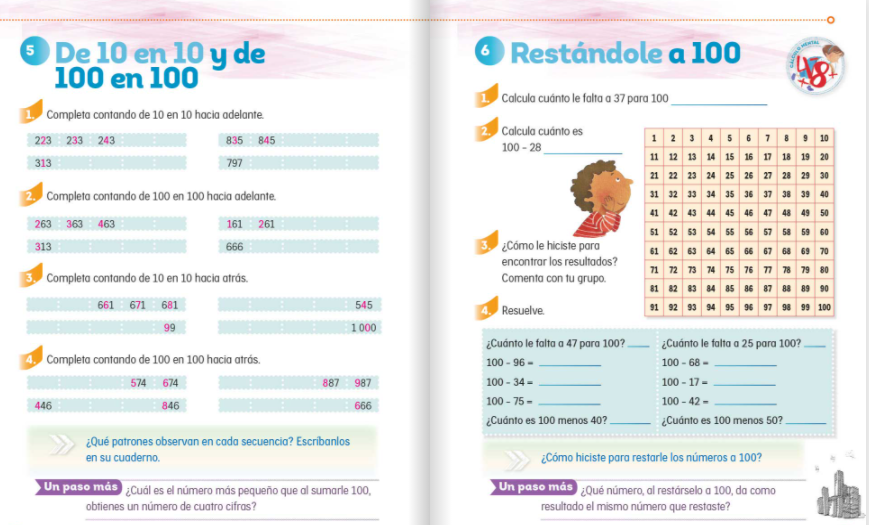 5 De 10 en 10 y de
100 en 100
1. Completa contando de 10 en 10 hacia adelante.
223 233 243
835 845
313
797
2. Completa contando de 100 en 100 hacia adelante.
263 363 463
161 261
313
666
3. Completa contando de 10 en 10 hacia atrás.
661 671 681
545
99
1 000
4. Completa contando de 100 en 100 hacia atrás.
574 674
887 987
446 846
666
¿Qué patrones observan en cada secuencia? Escríbanlos
en su cuaderno.
Un paso más ¿Cuál es el número más pequeño que al sumarle 100,
obtienes un número de cuatro cifras?
6 Restándole a 100
CÁLCULO MENTAL
48
1. Calcula cuánto le falta a 37 para 100
2. Calcula cuánto es
100 - 28
1 2 3 4 5 6 7 8 9 10
11 12 13 14 15 16 17 18 19 20
21 22 23 24 25 26 27 28 29 30
31 32 33 34 35 36 37 38 39 40
41 42 43 44 45 46 47 48 49 50
51 52 53 54 55 56 57 58 59 60
61 62 63 64 65 66 67 68 69 70
71 72 73 74 75 76 77 78 79 80
81 82 83 84 85 86 87 88 89 90
91 92 93 94 95 96 97 98 99 100
3. ¿Cómo le hiciste para
encontrar los resultados?
Comenta con tu grupo.
4. Resuelve.
¿Cuánto le falta a 47 para 100?
100 - 96 =
100 - 34 =
100 - 75 =
¿Cuánto es 100 menos 40?
¿Cuánto le falta a 25 para 100?
100 - 68 =
100 - 17 =
100 - 42 =
¿Cuánto es 100 menos 50?
¿Cómo hiciste para restarle los números a 100?
Un paso más ¿Qué número, al restárselo a 100, da como
resultado el mismo número que restaste?